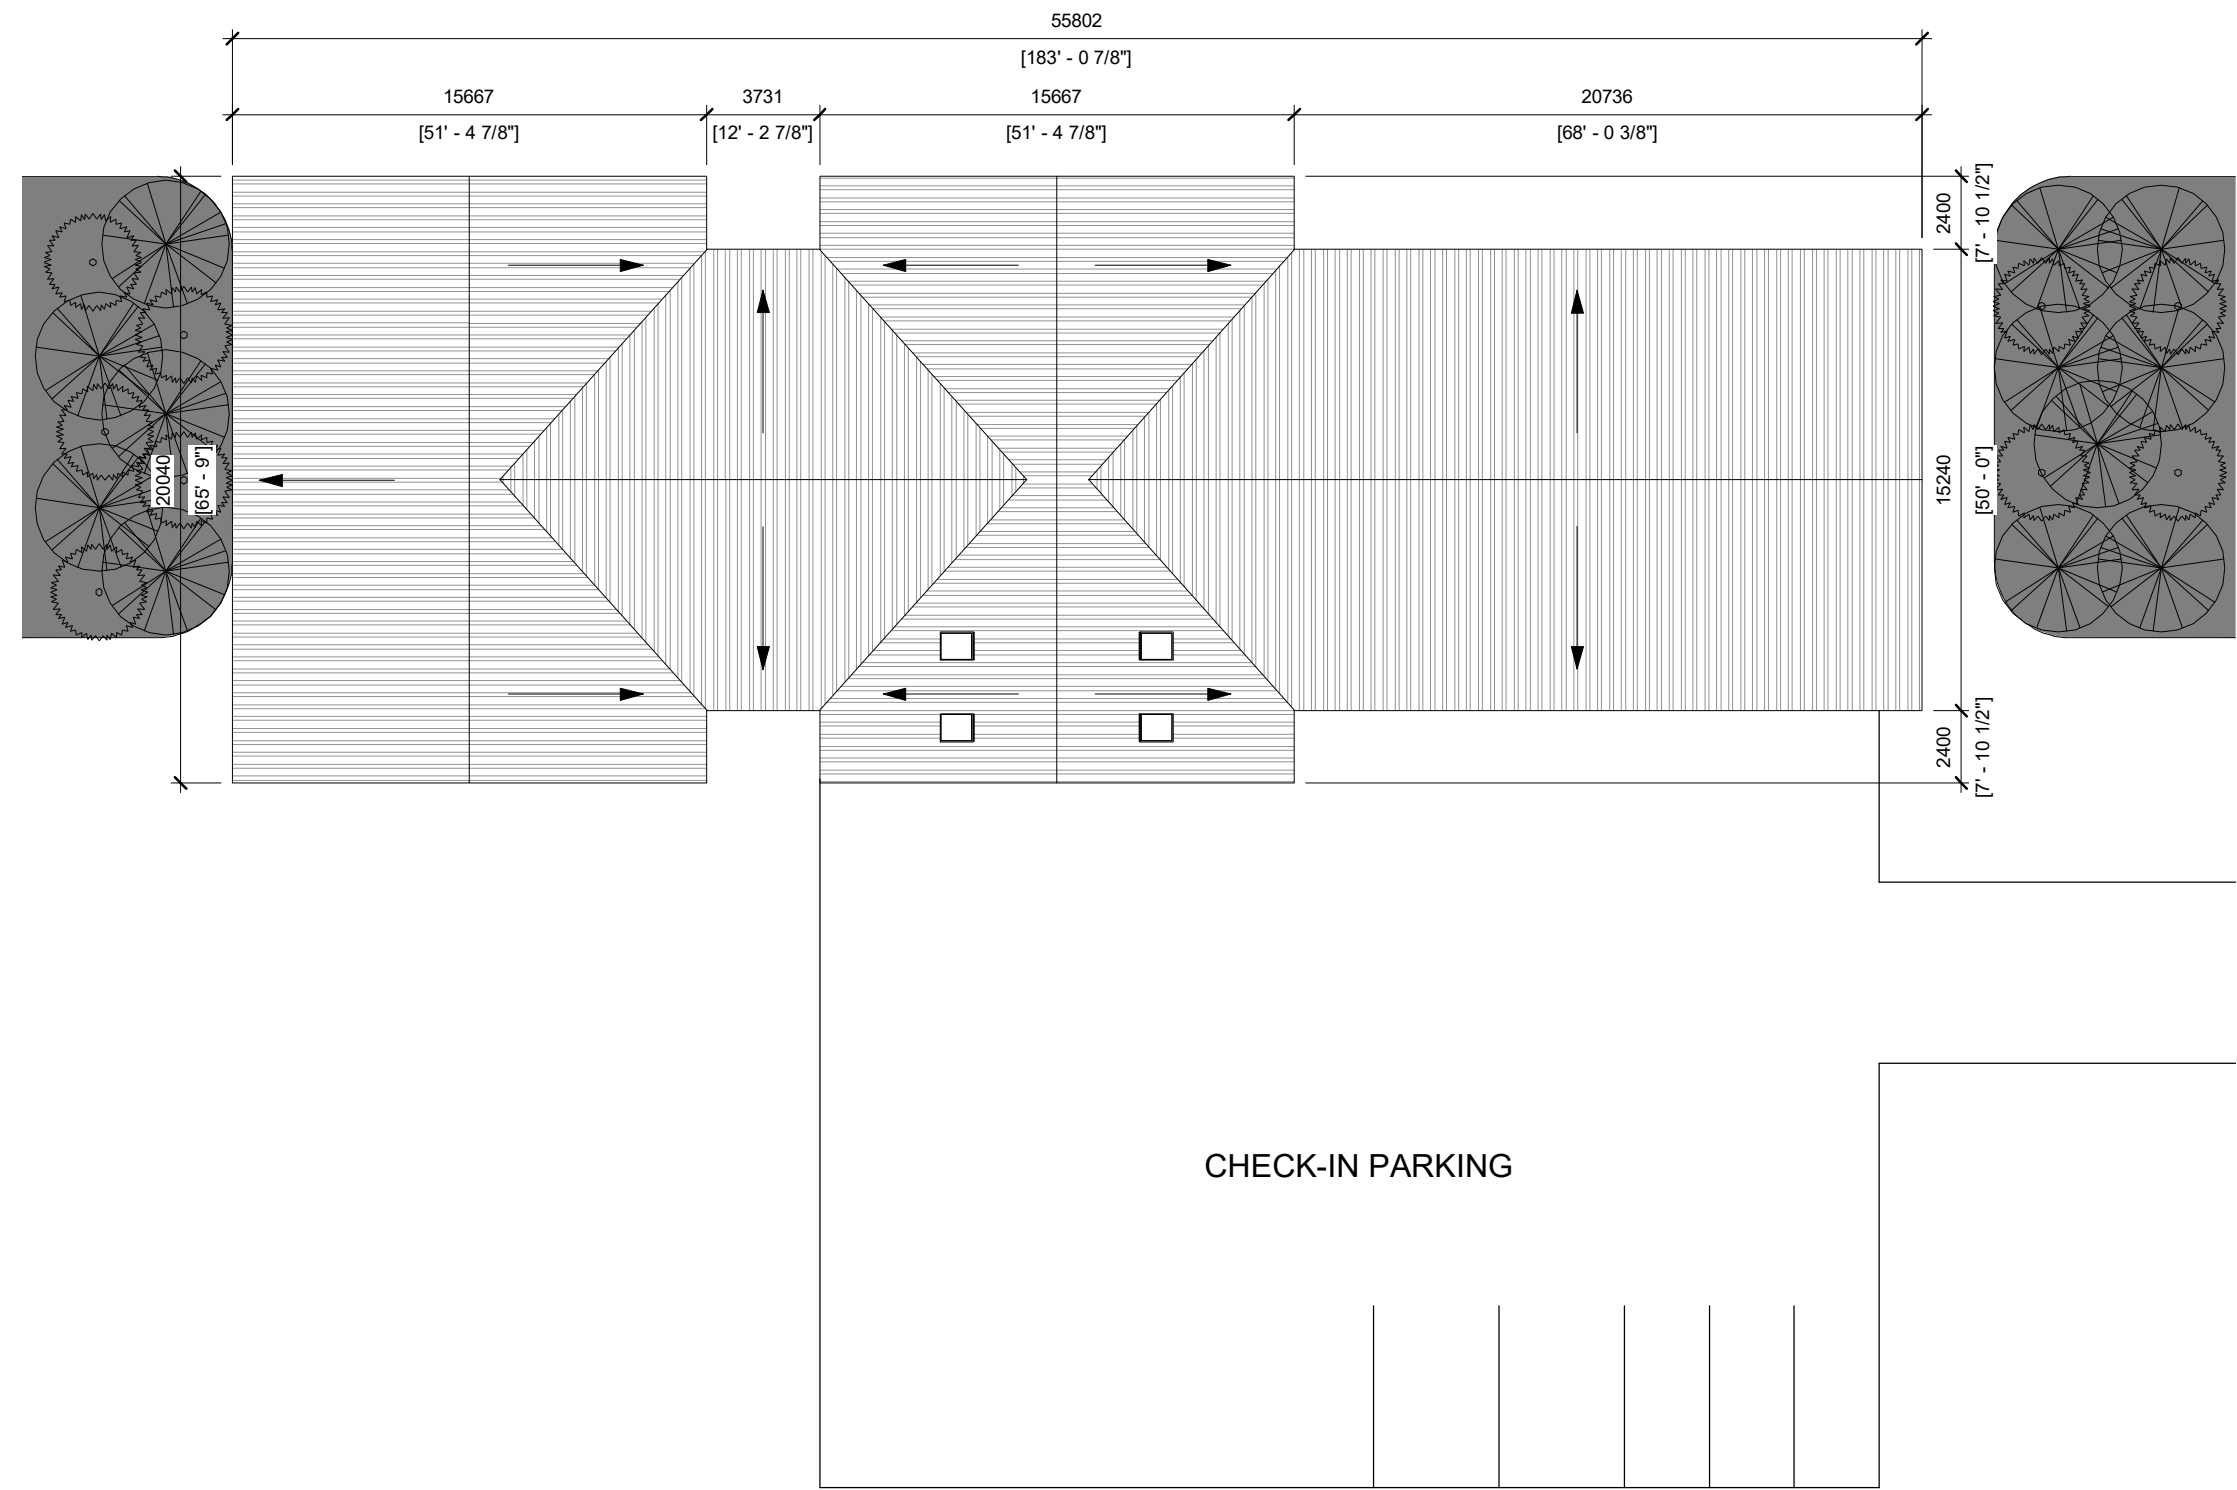 55802
[183' - 0 7/8"]
15667
3731
15667
20736
[51' - 4 7/8"]
[12' - 2 7/8"]
[51' - 4 7/8"]
[68' - 0 3/8"]
2400
[7' - 10 1/2"]
20040
[65' - 9"]
15240
[50' - 0"]
2400
[7' - 10 1/2"]
CHECK-IN PARKING